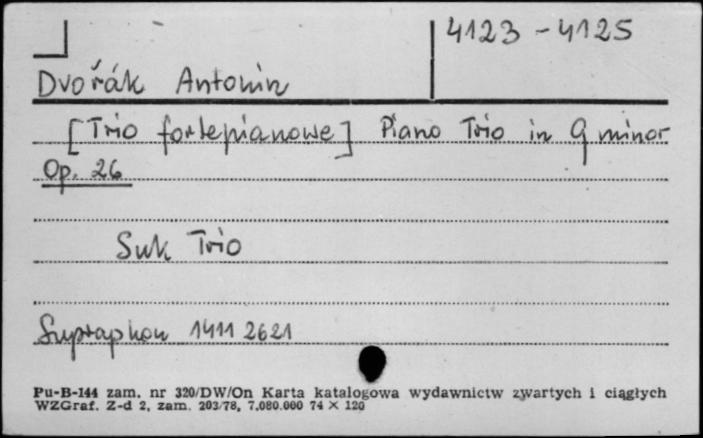 4123 - 4125
Dvořák Antonin
[Trio fortepianowe] Piano Trio in g minor
Op. 26
Suk Trio
Supraphon 1411 2621
Pu-B-144 zam. nr 320/DW/On Karta katalogowa wydawnictw zwartych i ciągłych
WZGraf. Z-d 2, zam. 203/78, 7.080.000 74 × 120